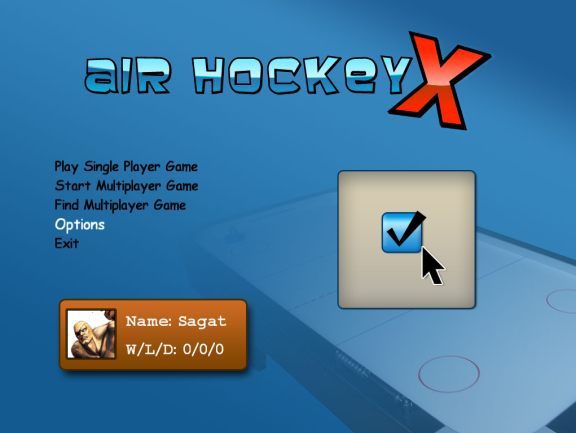 AIR HOCKEY X
Play Single Player Game
Start Multiplayer Game
Find Multiplayer Game
Options
Exit
Name: Sagat
W/L/D: 0/0/0